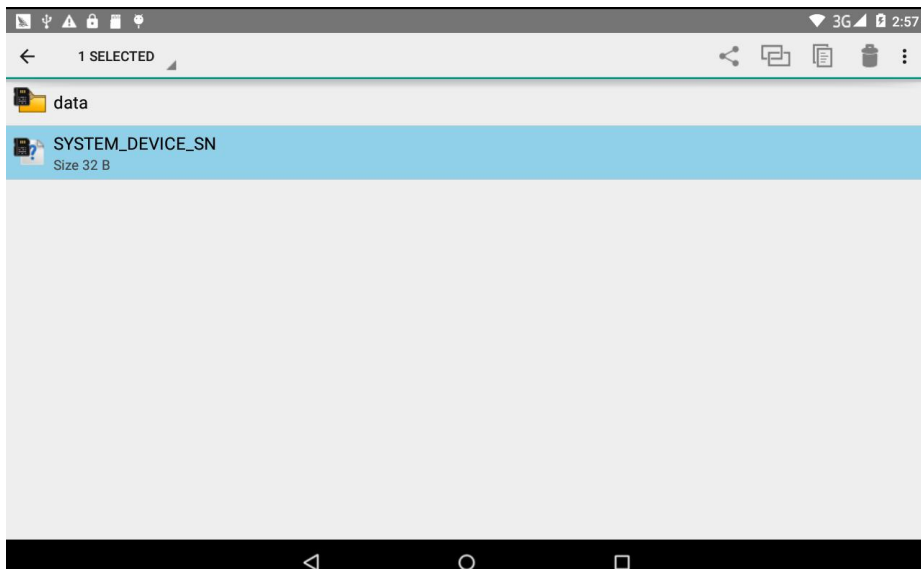 3G 2:57
1 SELECTED
data
SYSTEM_DEVICE_SN
Size 32 B